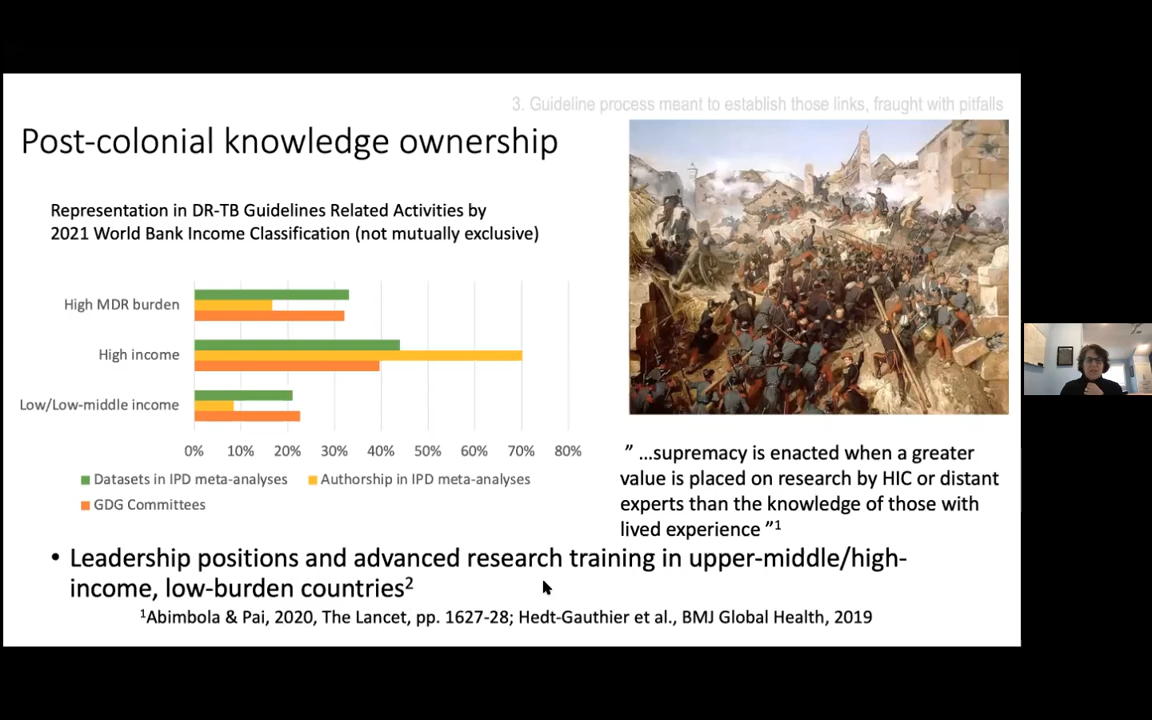 3. Guideline process meant to establish those links, fraught with pitfalls
Post-colonial knowledge ownership
Representation in DR-TB Guidelines Related Activities by
2021 World Bank Income Classification (not mutually exclusive)
High MDR burden
High income
Low/Low-middle income
0% 10% 20% 30% 40% 50% 60% 70% 80%
Datasets in IPD meta-analyses Authorship in IPD meta-analyses
GDG Committees
” ...supremacy is enacted when a greater
value is placed on research by HIC or distant
experts than the knowledge of those with
lived experience ”¹
• Leadership positions and advanced research training in upper-middle/high-
income, low-burden countries²
¹Abimbola & Pai, 2020, The Lancet, pp. 1627-28; Hedt-Gauthier et al., BMJ Global Health, 2019